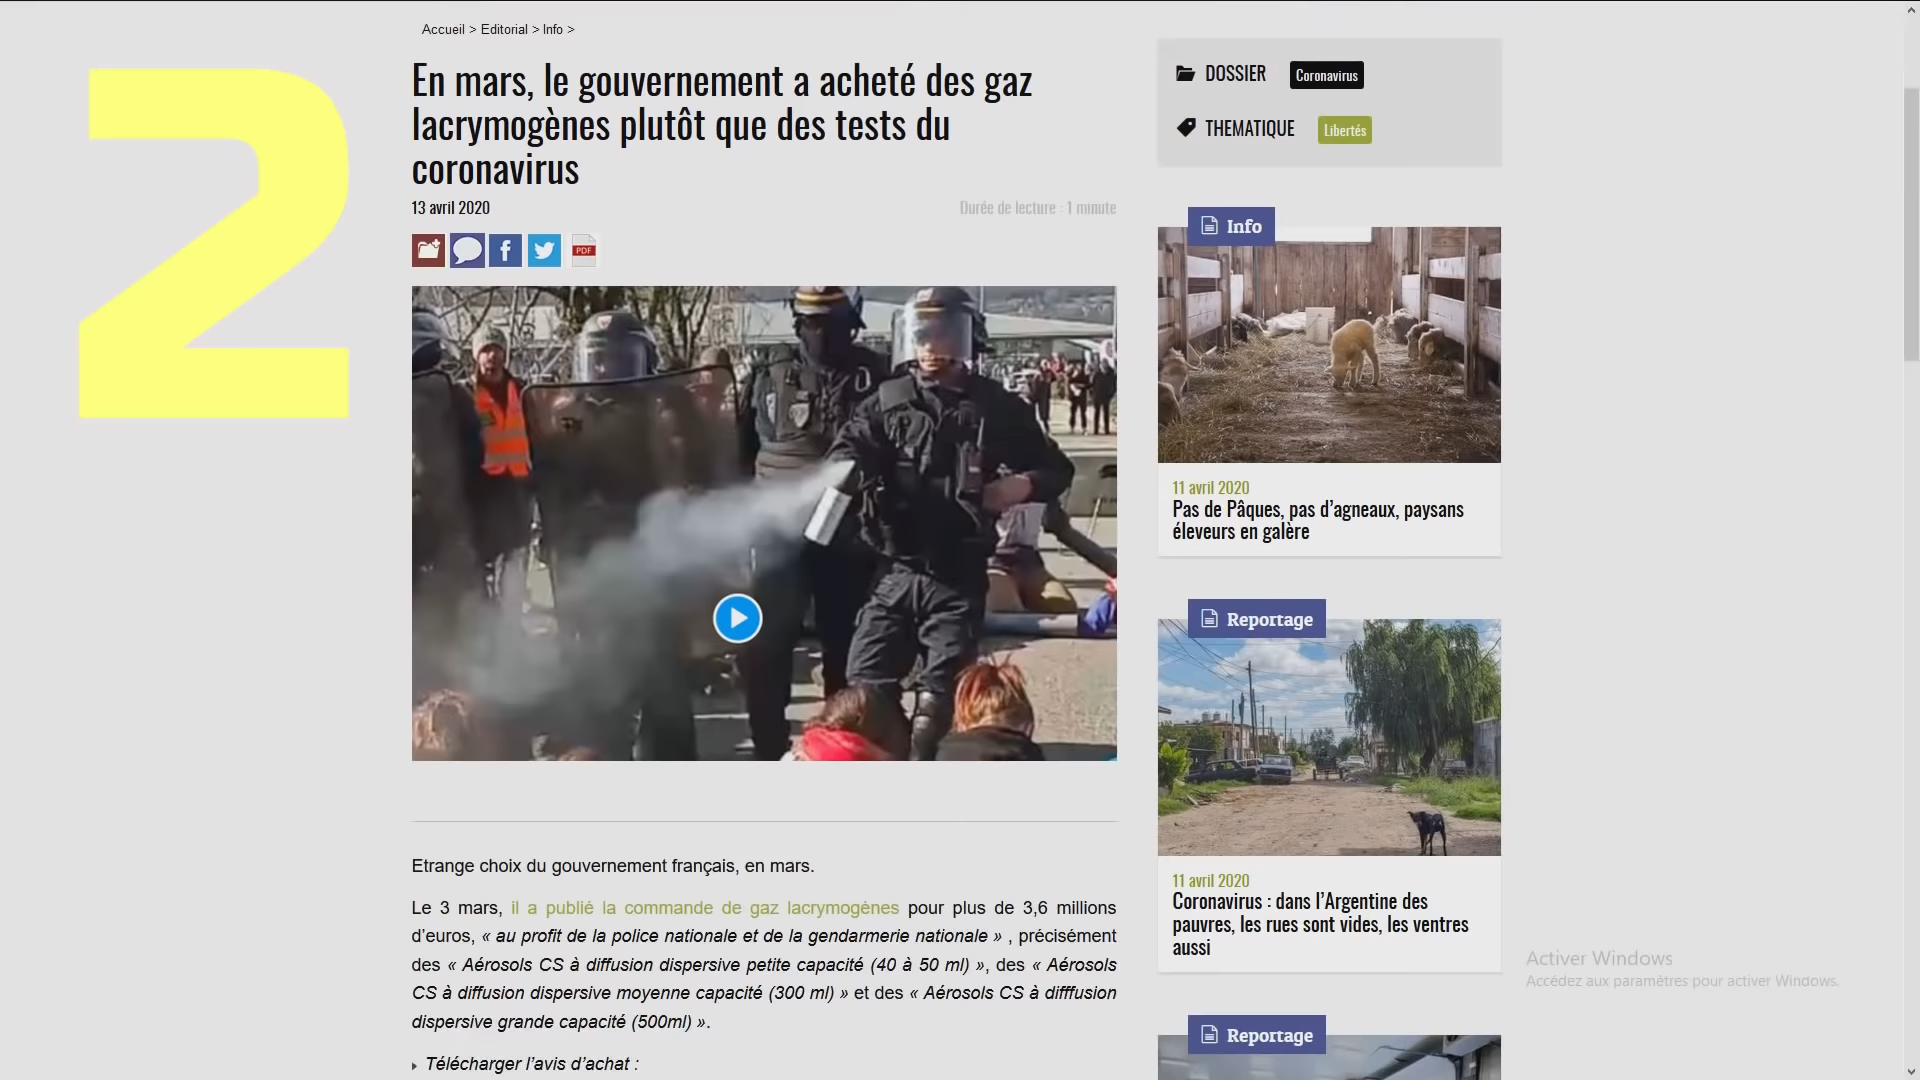 Accueil > Editorial > Info >
2
En mars, le gouvernement a acheté des gaz
lacrymogènes plutôt que des tests du
coronavirus
13 avril 2020
Durée de lecture : 1 minute
PDF
Etrange choix du gouvernement français, en mars.
Le 3 mars, il a publié la commande de gaz lacrymogènes pour plus de 3,6 millions
d’euros, « au profit de la police nationale et de la gendarmerie nationale » , précisément
des « Aérosols CS à diffusion dispersive petite capacité (40 à 50 ml) », des « Aérosols
CS à diffusion dispersive moyenne capacité (300 ml) » et des « Aérosols CS à difffusion
dispersive grande capacité (500ml) ».
Télécharger l’avis d’achat :
DOSSIER Coronavirus
THEMATIQUE Libertés
Info
11 avril 2020
Pas de Pâques, pas d’agneaux, paysans
éleveurs en galère
Reportage
11 avril 2020
Coronavirus : dans l’Argentine des
pauvres, les rues sont vides, les ventres
aussi
Reportage
Activer Windows
Accédez aux paramètres pour activer Windows.